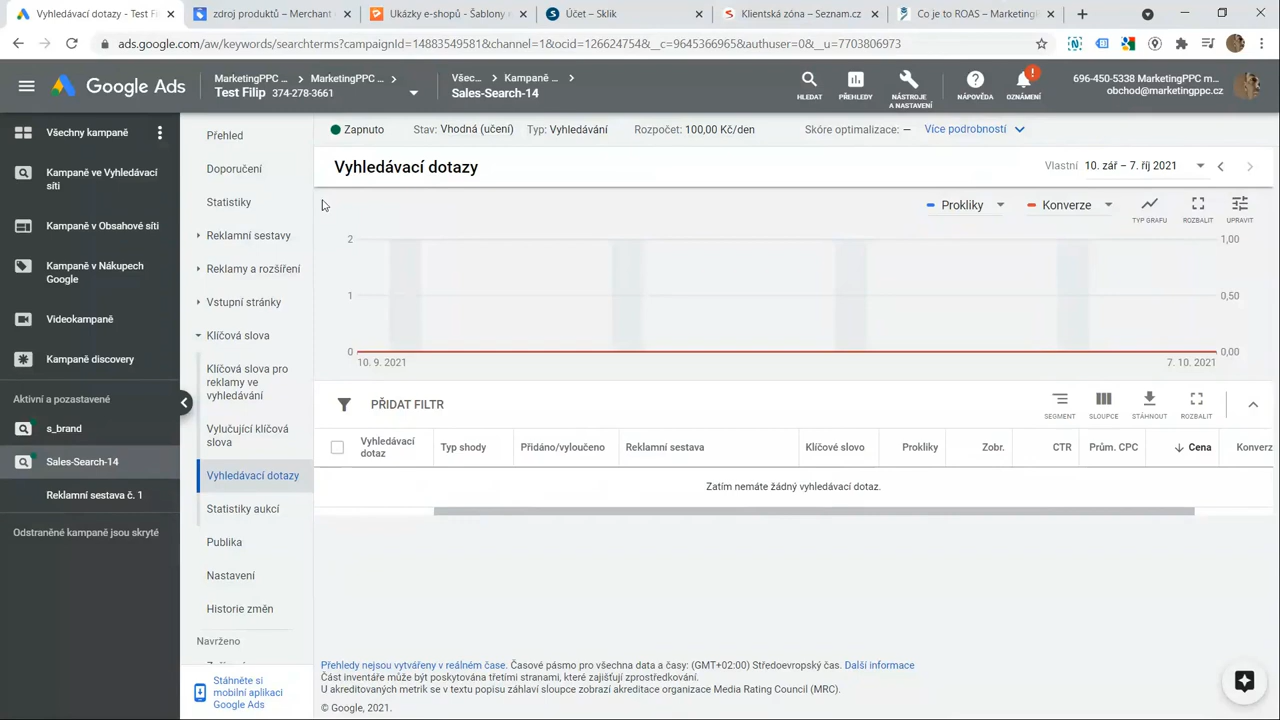 Vyhledávací dotazy - Test Filip
zdroj produktů – Merchant
Ukázky e-shopů - Šablony
Účet – Sklik
Klientská zóna – Seznam.cz
Co je to ROAS – MarketingP
ads.google.com/aw/keywords/searchterms?campaignId=14983549581&channel=1&ocid=126624754&__c=9645366965&authuser=0&__u=7703806973
Google Ads
MarketingPPC ...
MarketingPPC ...
Test Filip 374-278-3661
Všec...
Kampaně ...
Sales-Search-14
HLEDAT
PŘEHLEDY
NÁSTROJE
A NASTAVENÍ
NÁPOVĚDA
OZNÁMENÍ
696-450-5338 MarketingPPC m...
obchod@marketingppc.cz
Všechny kampaně
Kampaně ve Vyhledávací
síti
Kampaně v Obsahové síti
Kampaně v Nákupech
Google
Videokampaně
Kampaně discovery
Aktivní a pozastavené
s_brand
Sales-Search-14
Reklamní sestava č. 1
Odstraněné kampaně jsou skryté
Přehled
Doporučení
Statistiky
Reklamní sestavy
Reklamy a rozšíření
Vstupní stránky
Klíčová slova
Klíčová slova pro
reklamy ve
vyhledávání
Vylučující klíčová
slova
Vyhledávací dotazy
Statistiky aukcí
Publika
Nastavení
Historie změn
Navrženo
Stáhněte si
mobilní aplikaci
Google Ads
Zapnuto
Stav: Vhodná (učení)
Typ: Vyhledávání
Rozpočet: 100,00 Kč/den
Skóre optimalizace: —
Více podrobností
Vyhledávací dotazy
Vlastní 10. zář – 7. říj 2021
Prokliky
Konverze
TYP GRAFU
ROZBALIT
UPRAVIT
2
1,00
1
0,50
0
0,00
10. 9. 2021
7. 10. 2021
PŘIDAT FILTR
SEGMENT
SLOUPCE
STÁHNOUT
ROZBALIT
Vyhledávací
dotaz
Typ shody
Přidáno/vyloučeno
Reklamní sestava
Klíčové slovo
Prokliky
Zobr.
CTR
Prům. CPC
Cena
Konverz
Zatím nemáte žádný vyhledávací dotaz.
Přehledy nejsou vytvářeny v reálném čase. Časové pásmo pro všechna data a časy: (GMT+02:00) Středoevropský čas. Další informace
Část inventáře může být poskytována třetími stranami, které zajišťují zprostředkování.
U akreditovaných metrik se v textu popisu záhlaví sloupce zobrazí akreditace organizace Media Rating Council (MRC).
© Google, 2021.